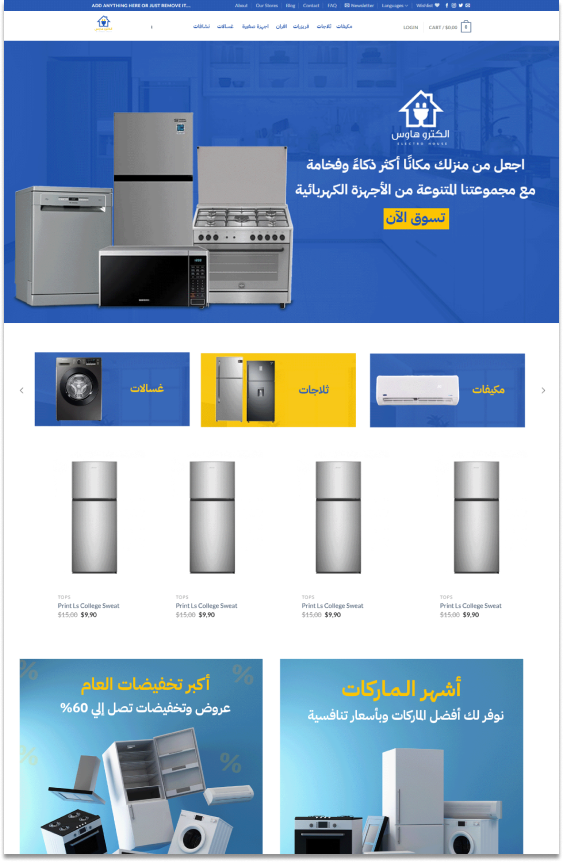 ADD ANYTHING HERE OR JUST REMOVE IT...
About Our Stores Blog Contact FAQ Newsletter Languages Wishlist
مكيفات ثلاجات فريزرات افران اجهزة صغيرة غسالات نشافات
LOGIN CART / $0.00 0
الكترو هاوس
ELECTRO HOUSE
اجعل من منزلك مكانًا أكثر ذكاءً وفخامة
مع مجموعتنا المتنوعة من الأجهزة الكهربائية
تسوق الآن
غسالات
ثلاجات
مكيفات
TOPS TOPS TOPS TOPS
Print Ls College Sweat Print Ls College Sweat Print Ls College Sweat Print Ls College Sweat
$15,00 $9,90 $15,00 $9,90 $15,00 $9,90 $15,00 $9,90
أكبر تخفيضات العام
عروض وتخفيضات تصل إلي 60%
% % %
أشهر الماركات
نوفر لك أفضل الماركات وبأسعار تنافسية